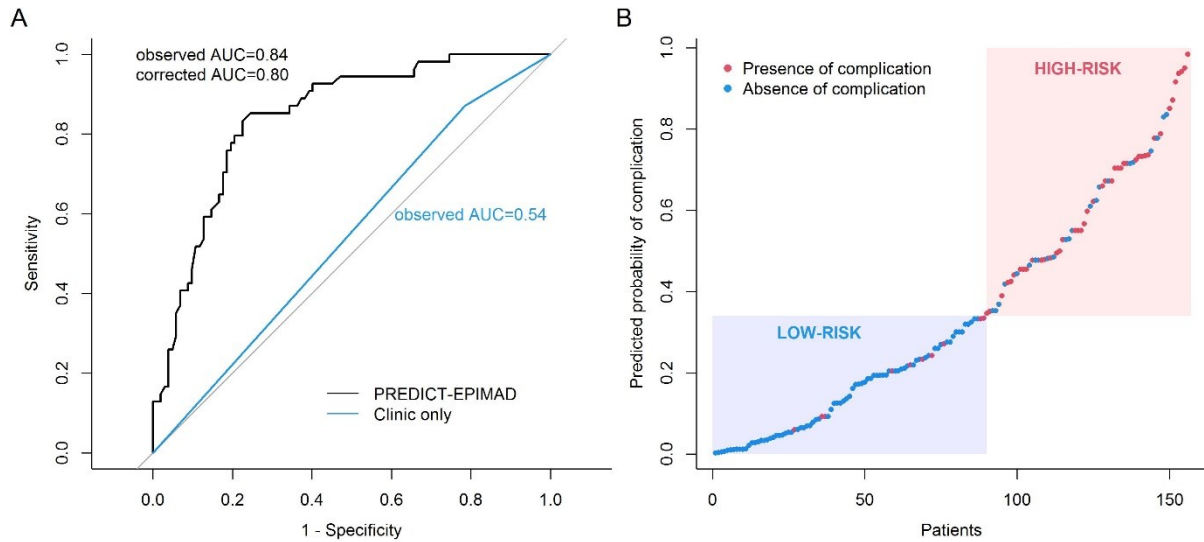 A
observed AUC=0.84
corrected AUC=0.80
observed AUC=0.54
PREDICT-EPIMAD
Clinic only
Sensitivity
0.0
0.2
0.4
0.6
0.8
1.0
0.0 0.2 0.4 0.6 0.8 1.0
1 - Specificity
B
Presence of complication
Absence of complication
HIGH-RISK
LOW-RISK
Predicted probability of complication
0.0
0.2
0.4
0.6
0.8
1.0
0 50 100 150
Patients